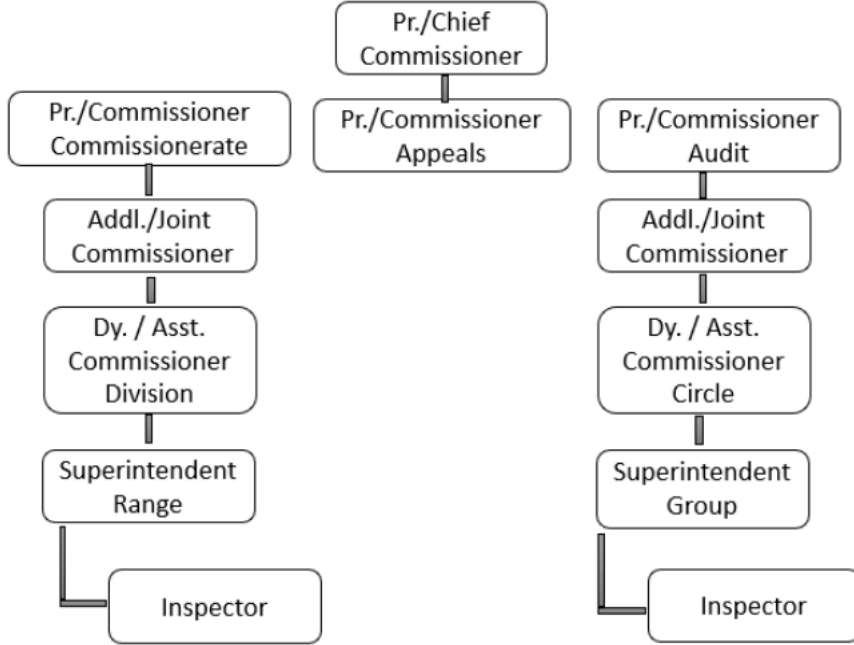 Pr./Chief
Commissioner
Pr./Commissioner
Commissionerate
Pr./Commissioner
Appeals
Pr./Commissioner
Audit
Addl./Joint
Commissioner
Addl./Joint
Commissioner
Dy. / Asst.
Commissioner
Division
Dy. / Asst.
Commissioner
Circle
Superintendent
Range
Superintendent
Group
Inspector
Inspector